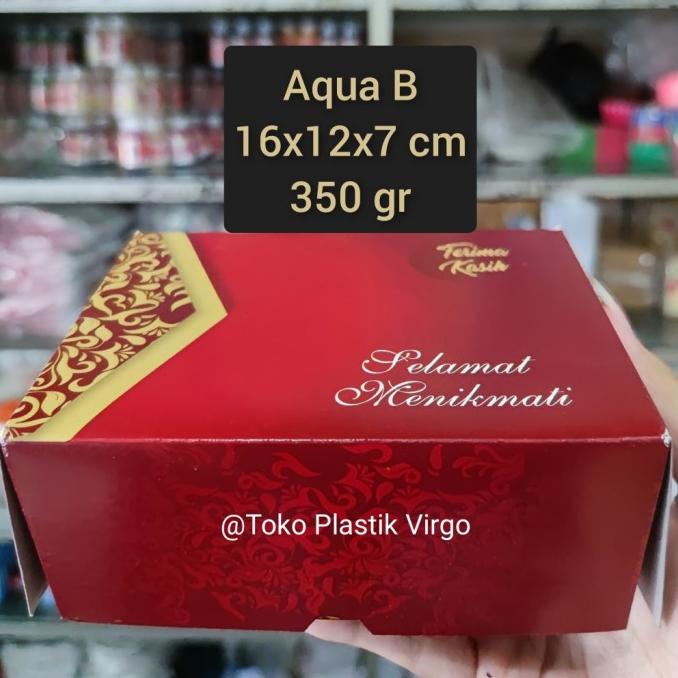 Aqua B
16x12x7 cm
350 gr
Terima
Kasih
Selamat
Menikmati
@Toko Plastik Virgo